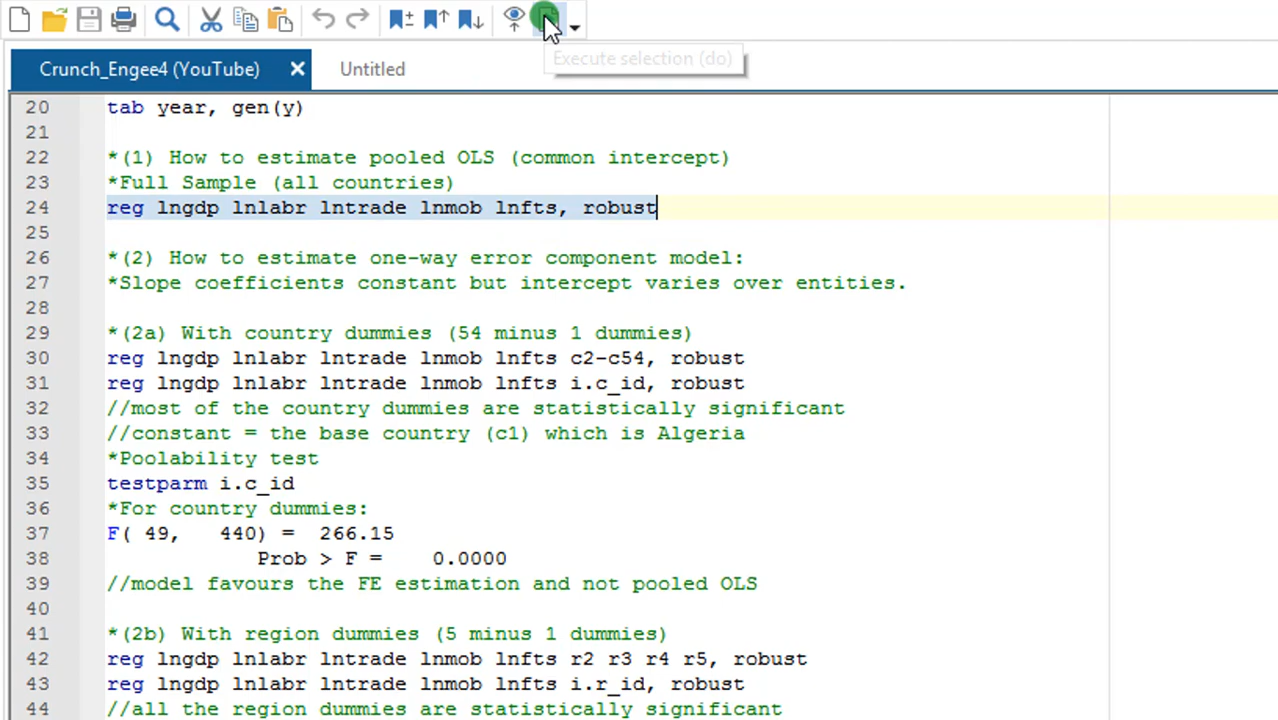 Execute selection (do)
Crunch_Engee4 (YouTube) Untitled
20 tab year, gen(y)
21
22 *(1) How to estimate pooled OLS (common intercept)
23 *Full Sample (all countries)
24 reg lngdp lnlabr lntrade lnmob lnfts, robust
25
26 *(2) How to estimate one-way error component model:
27 *Slope coefficients constant but intercept varies over entities.
28
29 *(2a) With country dummies (54 minus 1 dummies)
30 reg lngdp lnlabr lntrade lnmob lnfts c2-c54, robust
31 reg lngdp lnlabr lntrade lnmob lnfts i.c_id, robust
32 //most of the country dummies are statistically significant
33 //constant = the base country (c1) which is Algeria
34 *Poolability test
35 testparm i.c_id
36 *For country dummies:
37 F( 49,   440) =  266.15
38             Prob > F =    0.0000
39 //model favours the FE estimation and not pooled OLS
40
41 *(2b) With region dummies (5 minus 1 dummies)
42 reg lngdp lnlabr lntrade lnmob lnfts r2 r3 r4 r5, robust
43 reg lngdp lnlabr lntrade lnmob lnfts i.r_id, robust
44 //all the region dummies are statistically significant